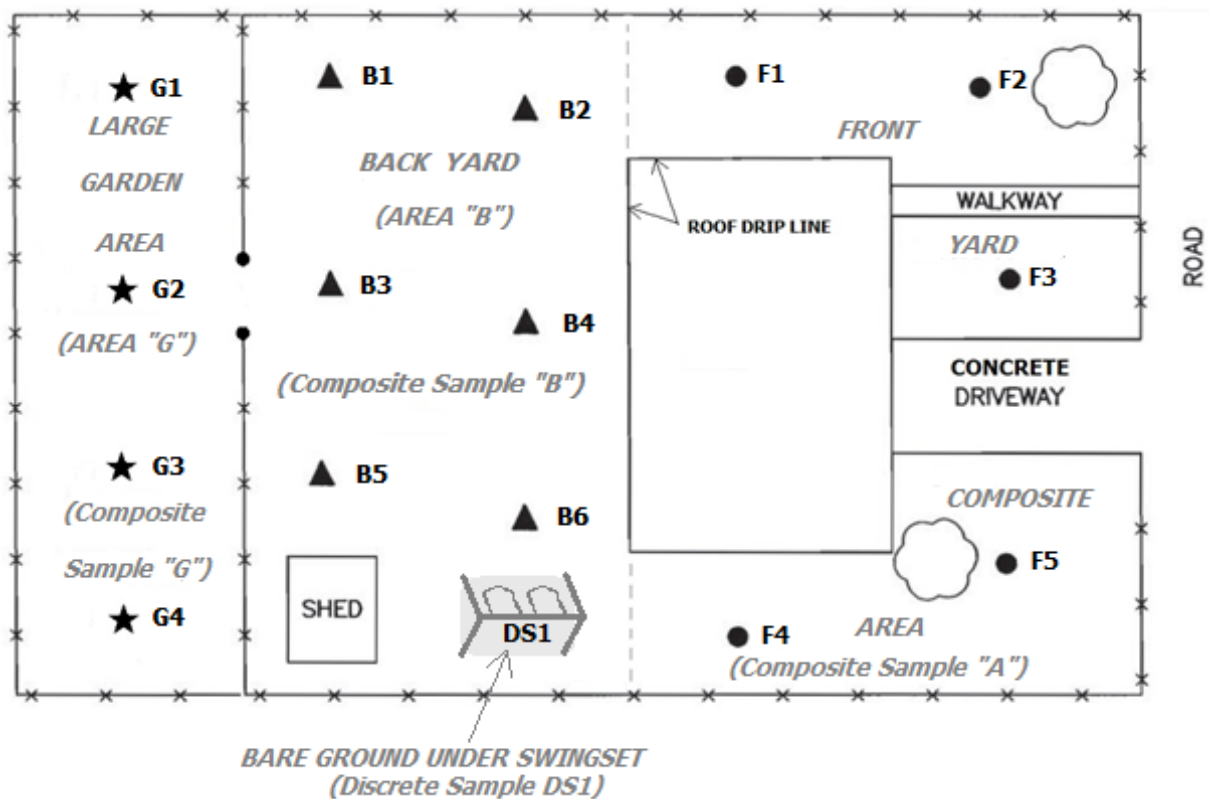 G1
LARGE
GARDEN
AREA
G2
(AREA "G")
G3
(Composite
Sample "G")
G4
B1
B2
BACK YARD
(AREA "B")
B3
B4
(Composite Sample "B")
B5
B6
SHED
DS1
BARE GROUND UNDER SWINGSET
(Discrete Sample DS1)
F1
F2
FRONT
ROOF DRIP LINE
WALKWAY
YARD
F3
ROAD
CONCRETE
DRIVEWAY
COMPOSITE
F5
F4
AREA
(Composite Sample "A")